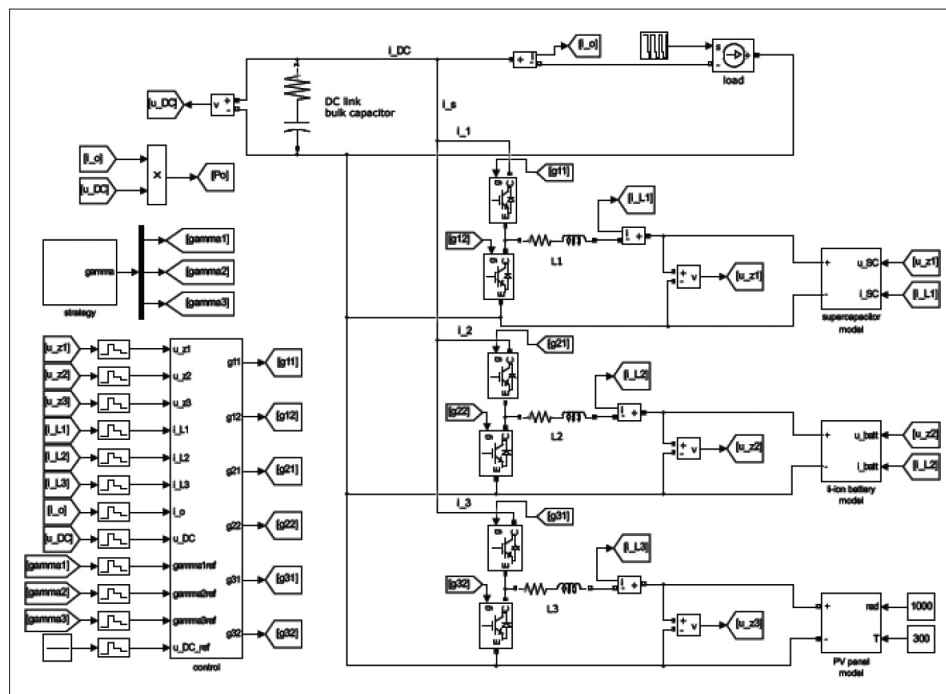 i_DC
[i_o]
s
+
-
load
DC link
bulk capacitor
[u_DC]
v
+
-
i_s
i_1
[i_o]
[u_DC]
×
[Po]
g
C
E
[g11]
[i_L1]
[g12]
g
C
E
L1
i
+
-
+
-
v
[u_z1]
+
-
u_SC
i_SC
[u_z1]
[i_L1]
supercapacitor
model
gamma
strategy
[gamma1]
[gamma2]
[gamma3]
i_2
g
C
E
[g21]
[i_L2]
[g22]
g
C
E
L2
i
+
-
+
-
v
[u_z2]
+
-
u_batt
i_batt
[u_z2]
[i_L2]
li-ion battery
model
[u_z1]
[u_z2]
[u_z3]
[i_L1]
[i_L2]
[i_L3]
[i_o]
[u_DC]
[gamma1]
[gamma2]
[gamma3]
u_z1
u_z2
u_z3
i_L1
i_L2
i_L3
i_o
u_DC
gamma1ref
gamma2ref
gamma3ref
u_DC_ref
g11
g12
g21
g22
g31
g32
[g11]
[g12]
[g21]
[g22]
[g31]
[g32]
control
i_3
g
C
E
[g31]
[i_L3]
[g32]
g
C
E
L3
i
+
-
+
-
v
[u_z3]
+
-
rad
T
1000
300
PV panel
model